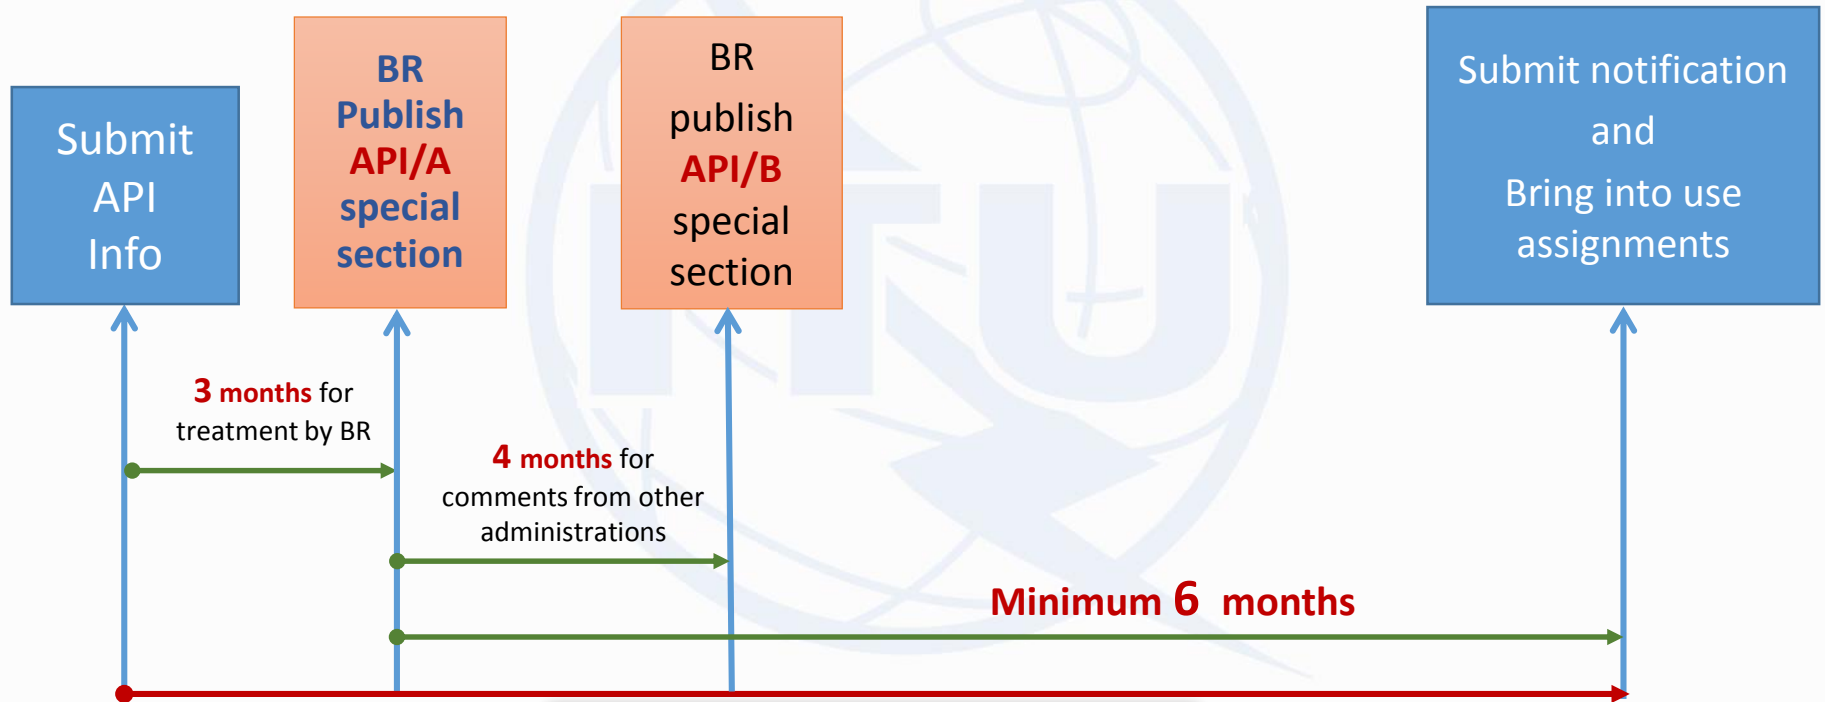 Submit
API
Info
BR
Publish
API/A
special
section
BR
publish
API/B
special
section
Submit notification
and
Bring into use
assignments
3 months for
treatment by BR
4 months for
comments from other
administrations
Minimum 6 months
ITU